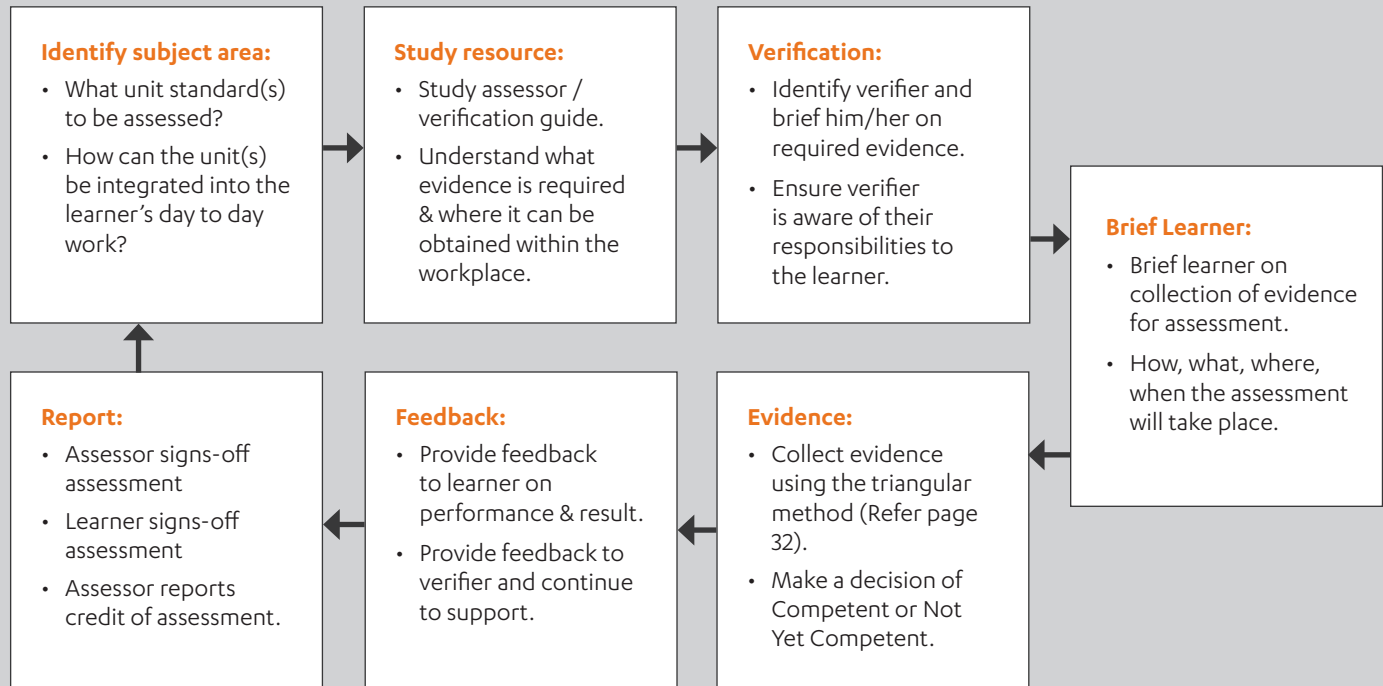 Identify subject area:
• What unit standard(s)
to be assessed?
• How can the unit(s)
be integrated into the
learner’s day to day
work?
Study resource:
• Study assessor /
verification guide.
• Understand what
evidence is required
& where it can be
obtained within the
workplace.
Verification:
• Identify verifier and
brief him/her on
required evidence.
• Ensure verifier
is aware of their
responsibilities to
the learner.
Brief Learner:
• Brief learner on
collection of evidence
for assessment.
• How, what, where,
when the assessment
will take place.
Evidence:
• Collect evidence
using the triangular
method (Refer page
32).
• Make a decision of
Competent or Not
Yet Competent.
Feedback:
• Provide feedback
to learner on
performance & result.
• Provide feedback to
verifier and continue
to support.
Report:
• Assessor signs-off
assessment
• Learner signs-off
assessment
• Assessor reports
credit of assessment.